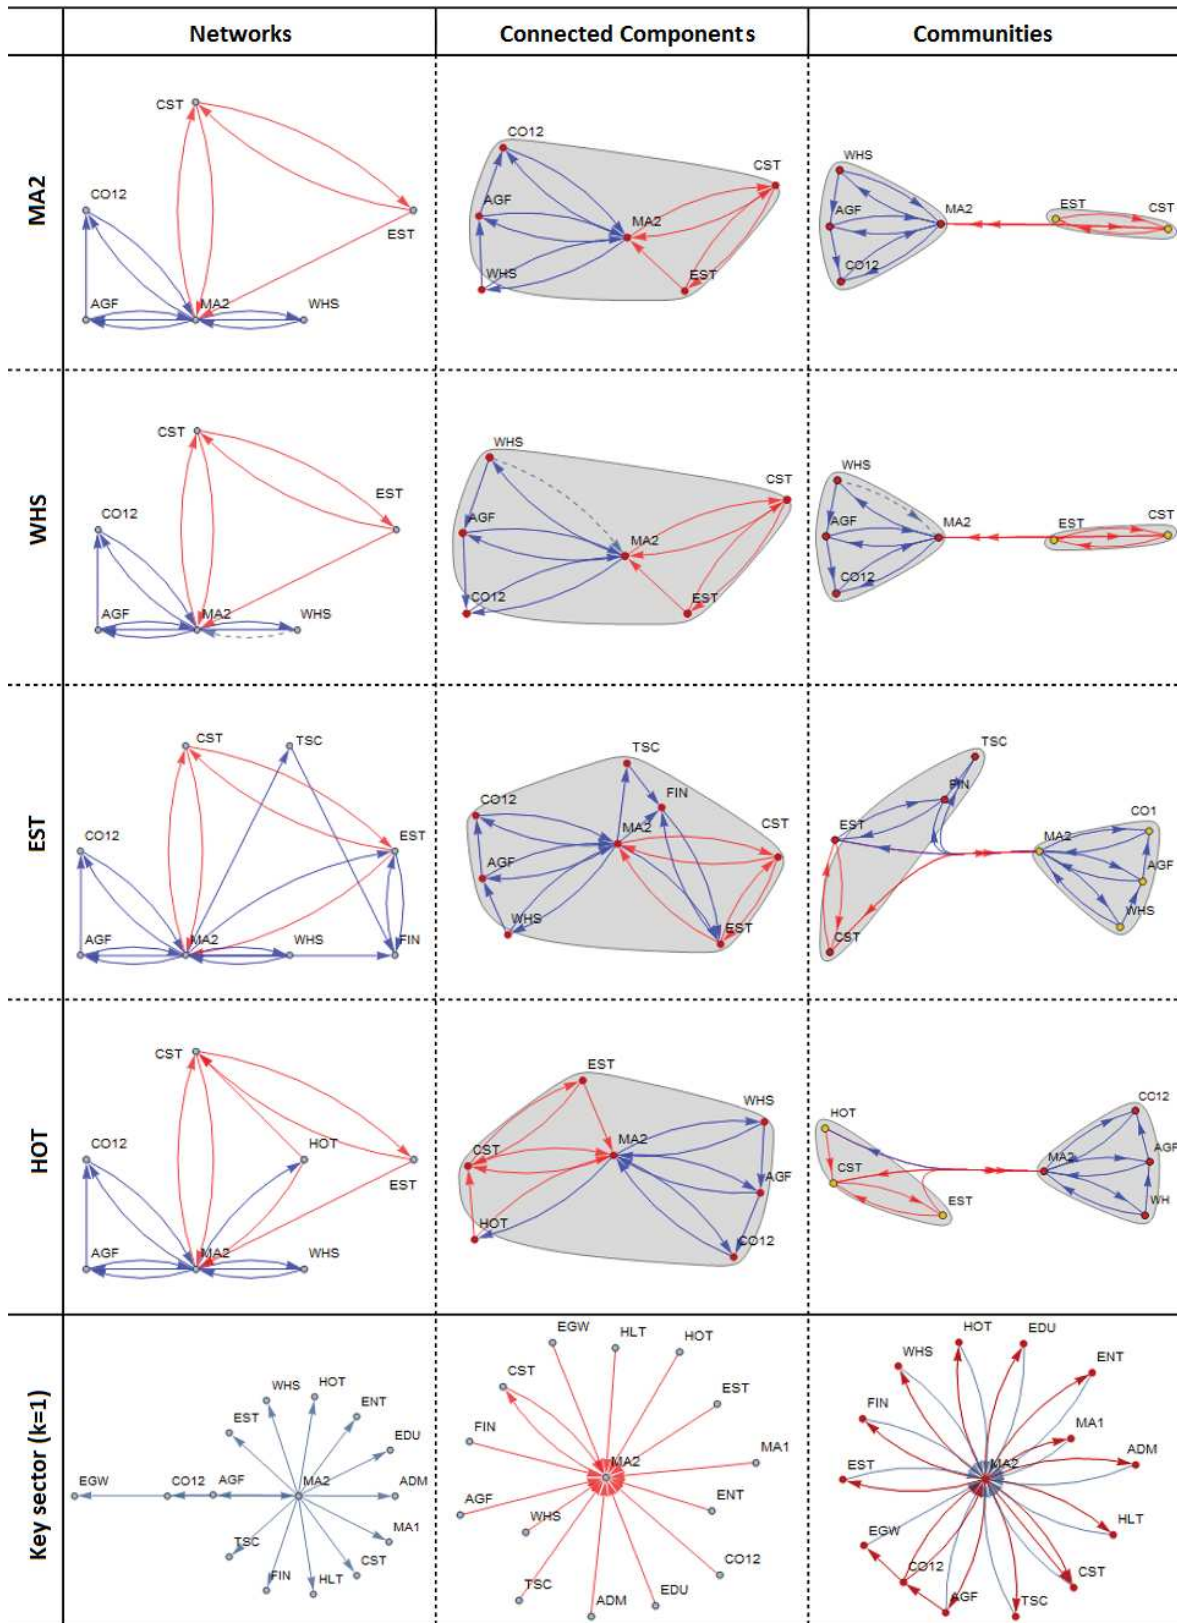 Networks Connected Components Communities
MA2
CST
CO12
EST
AGF MA2 WHS
CO12
CST
AGF
MA2
WHS
EST
WHS
AGF
MA2
EST
CST
CO12
WHS
CST
EST
CO12
AGF MA2 WHS
WHS
CST
AGF
MA2
CO12
EST
WHS
AGF
MA2
EST
CST
CO12
EST
CST
TSC
CO12
EST
AGF MA2 WHS FIN
TSC
CO12
FIN
MA2
CST
AGF
WHS
EST
TSC
FIN
EST
CST
MA2
CO1
AGF
WHS
HOT
CST
CO12
HOT
EST
AGF MA2 WHS
EST
WHS
MA2
CST
AGF
HOT
CO12
HOT
CST
EST
MA2
CO12
AGF
WH
Key sector (k=1)
WHS
HOT
ENT
EST
EDU
EGW CO12 AGF MA2 ADM
TSC
MA1
FIN
HLT
CST
EGW
HLT
HOT
CST
EST
FIN
MA2
MA1
AGF
WHS
ENT
CO12
TSC
ADM
EDU
HOT
EDU
WHS
ENT
FIN
MA1
EST
MA2
ADM
EGW
HLT
CO12
CST
AGF
TSC